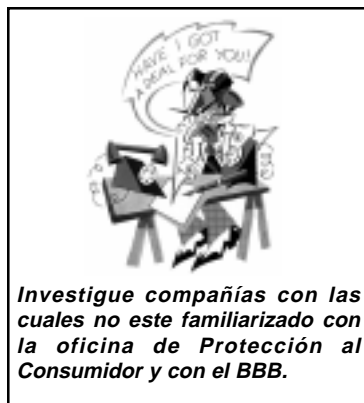 HAVE I GOT
A DEAL FOR YOU!
Investigue compañías con las
cuales no este familiarizado con
la oficina de Protección al
Consumidor y con el BBB.